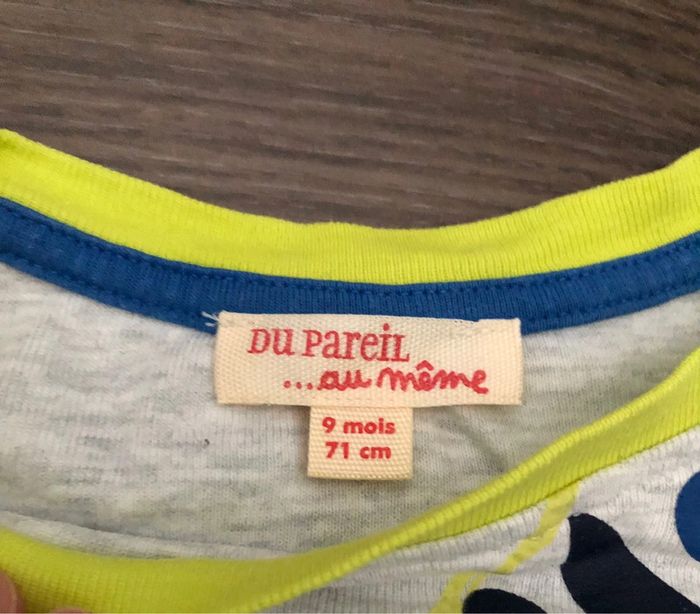 Du PareiL
...au même
9 mois
71 cm